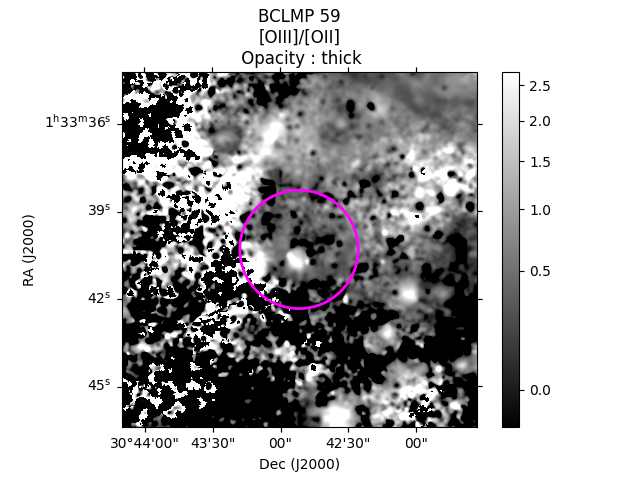 BCLMP 59
[OIII]/[OII]
Opacity : thick
1ʰ33ᵐ36ˢ
39ˢ
42ˢ
45ˢ
RA (J2000)
30°44'00" 43'30" 00" 42'30" 00"
Dec (J2000)
2.5
2.0
1.5
1.0
0.5
0.0